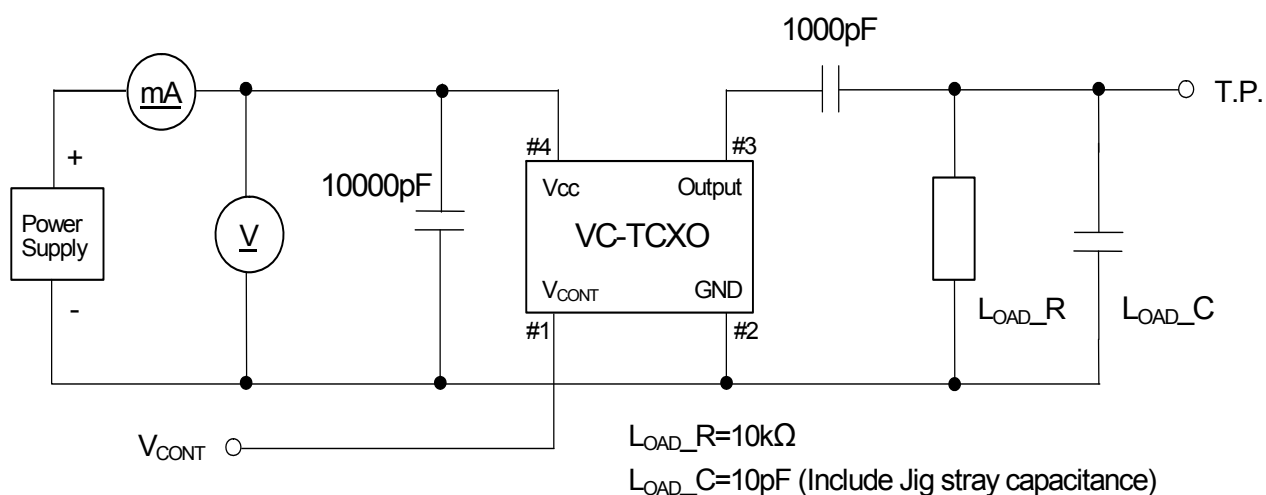 1000pF
mA
T.P.
+
#4
#3
10000pF
Vcc
Output
Power
Supply
V
VC-TCXO
-
VCONT
GND
#1
#2
LOAD_R
LOAD_C
VCONT
LOAD_R=10kΩ
LOAD_C=10pF (Include Jig stray capacitance)